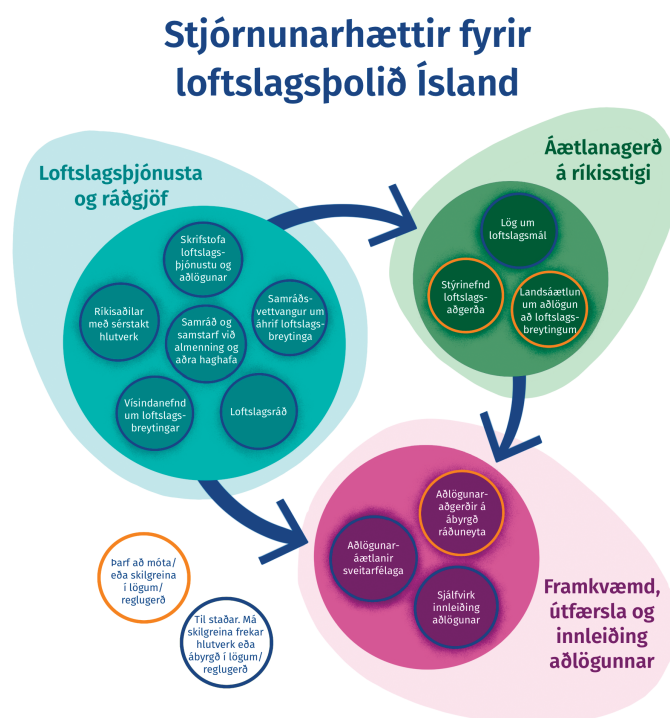 Stjórnunarhættir fyrir
loftslagsþolið Ísland
Loftslagsþjónusta
og ráðgjöf
Skrifstofa
loftslags-
þjónustu og
aðlögunar
Ríkisaðilar
með sérstakt
hlutverk
Samráð og
samstarf við
almenning og
aðra haghafa
Samráðs-
vettvangur um
áhrif loftslags-
breytinga
Vísindanefnd
um loftslags-
breytingar
Loftslagsráð
Áætlanagerð
á ríkisstigi
Lög um
loftslagsmál
Stýrinefnd
loftslags-
aðgerða
Landsáætlun
um aðlögun
að loftslags-
breytingum
Aðlögunar-
aðgerðir á
ábyrgð
ráðuneyta
Aðlögunar-
áætlanir
sveitarfélaga
Sjálfvirk
innleiðing
aðlögunar
Framkvæmd,
útfærsla og
innleiðing
aðlögunnar
Þarf að móta/
eða skilgreina
í lögum/
reglugerð
Til staðar. Má
skilgreina frekar
hlutverk eða
ábyrgð í lögum/
reglugerð